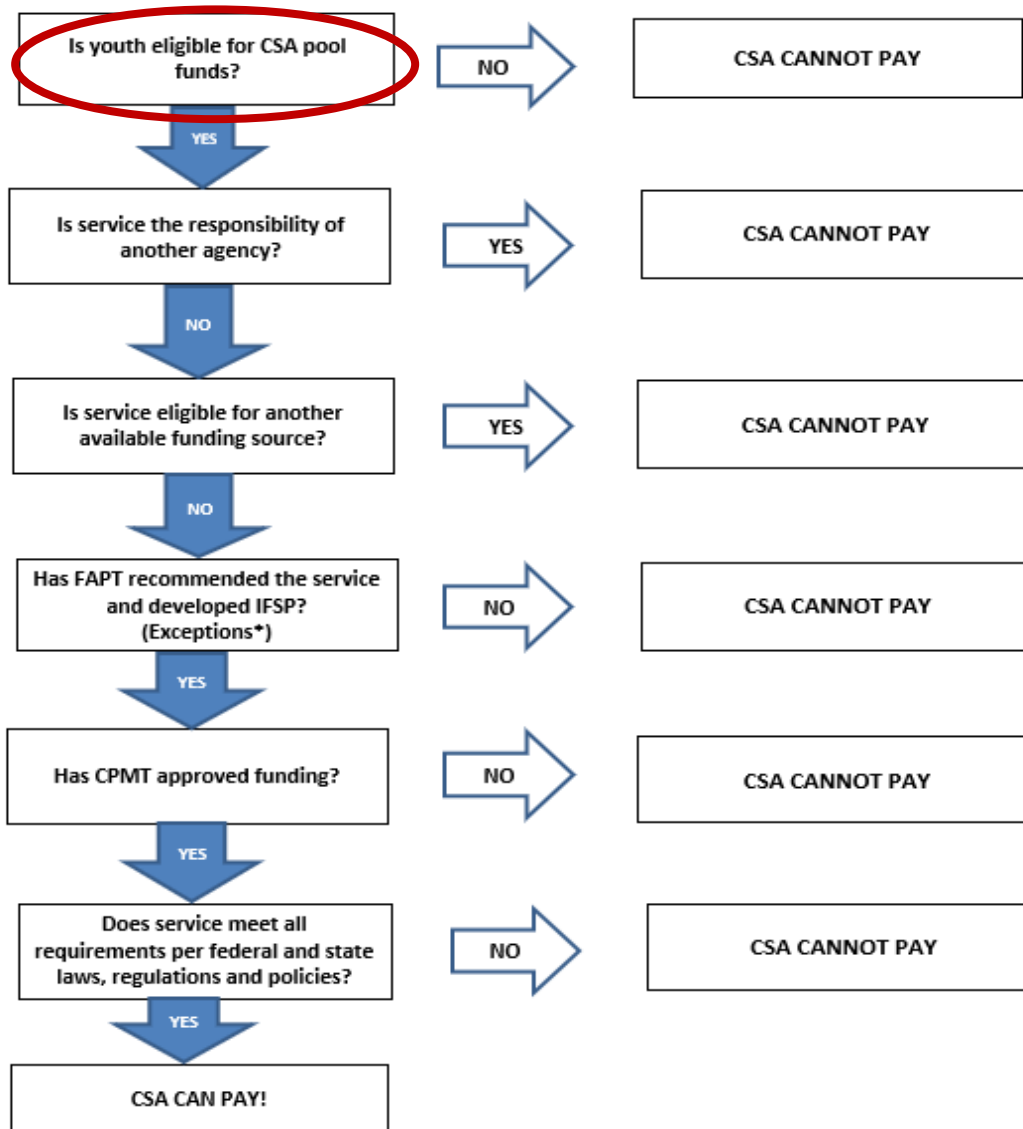 Is youth eligible for CSA pool
funds?
NO
CSA CANNOT PAY
YES
Is service the responsibility of
another agency?
YES
CSA CANNOT PAY
NO
Is service eligible for another
available funding source?
YES
CSA CANNOT PAY
NO
Has FAPT recommended the service
and developed IFSP?
(Exceptions*)
NO
CSA CANNOT PAY
YES
Has CPMT approved funding?
NO
CSA CANNOT PAY
YES
Does service meet all
requirements per federal and state
laws, regulations and policies?
NO
CSA CANNOT PAY
YES
CSA CAN PAY!